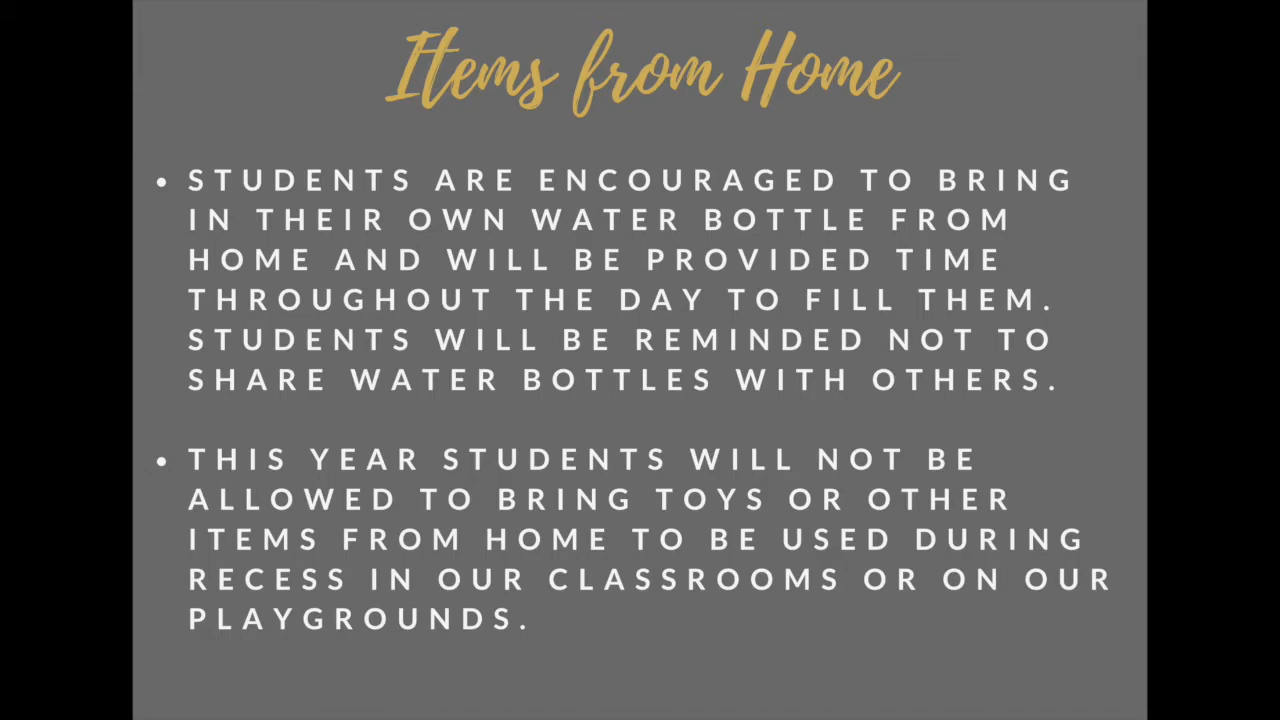 Items from Home
• STUDENTS ARE ENCOURAGED TO BRING
IN THEIR OWN WATER BOTTLE FROM
HOME AND WILL BE PROVIDED TIME
THROUGHOUT THE DAY TO FILL THEM.
STUDENTS WILL BE REMINDED NOT TO
SHARE WATER BOTTLES WITH OTHERS.
• THIS YEAR STUDENTS WILL NOT BE
ALLOWED TO BRING TOYS OR OTHER
ITEMS FROM HOME TO BE USED DURING
RECESS IN OUR CLASSROOMS OR ON OUR
PLAYGROUNDS.